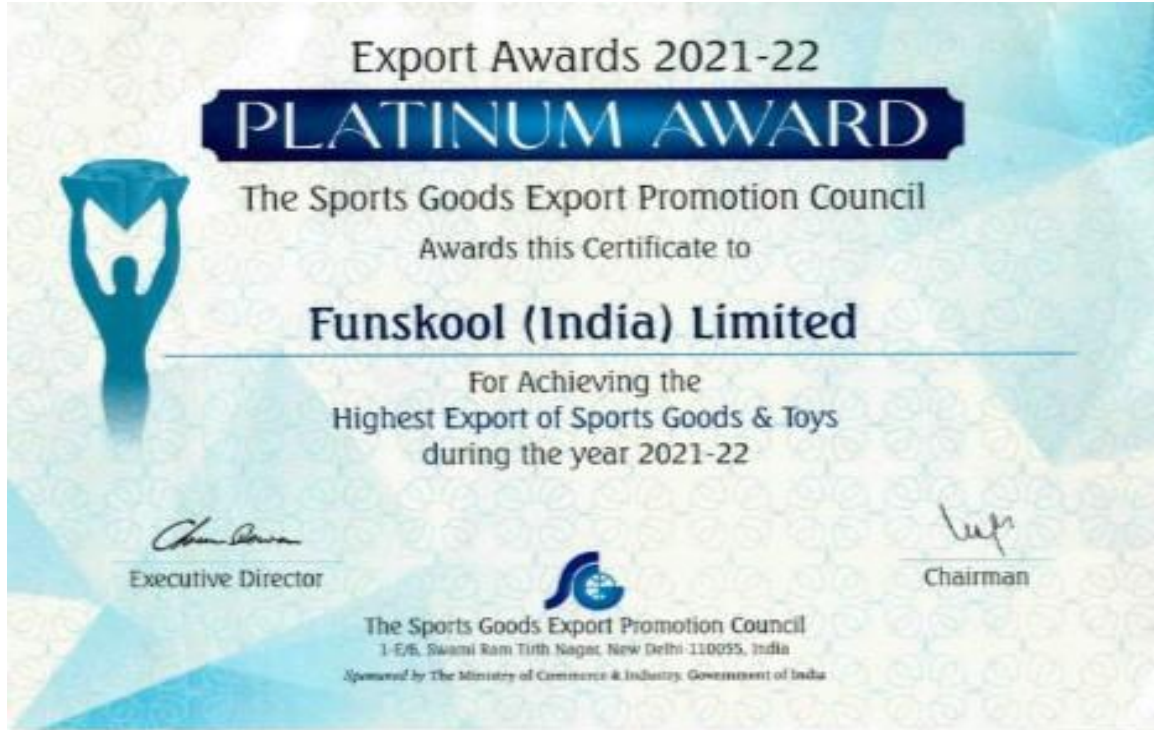 Export Awards 2021-22
PLATINUM AWARD
The Sports Goods Export Promotion Council
Awards this Certificate to
Funskool (India) Limited
For Achieving the
Highest Export of Sports Goods & Toys
during the year 2021-22
Executive Director
Chairman
The Sports Goods Export Promotion Council
1-E/6, Swami Ram Tirth Nagar, New Delhi-110055, India
Sponsored by The Ministry of Commerce & Industry, Government of India